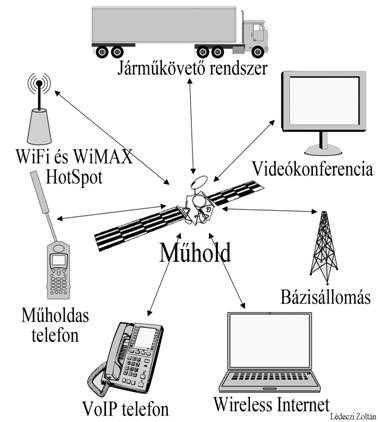 Járműkövető rendszer
WiFi és WiMAX
HotSpot
Videókonferencia
Műhold
Műholdas
telefon
Bázisállomás
VoIP telefon
Wireless Internet
Lédeczi Zoltán